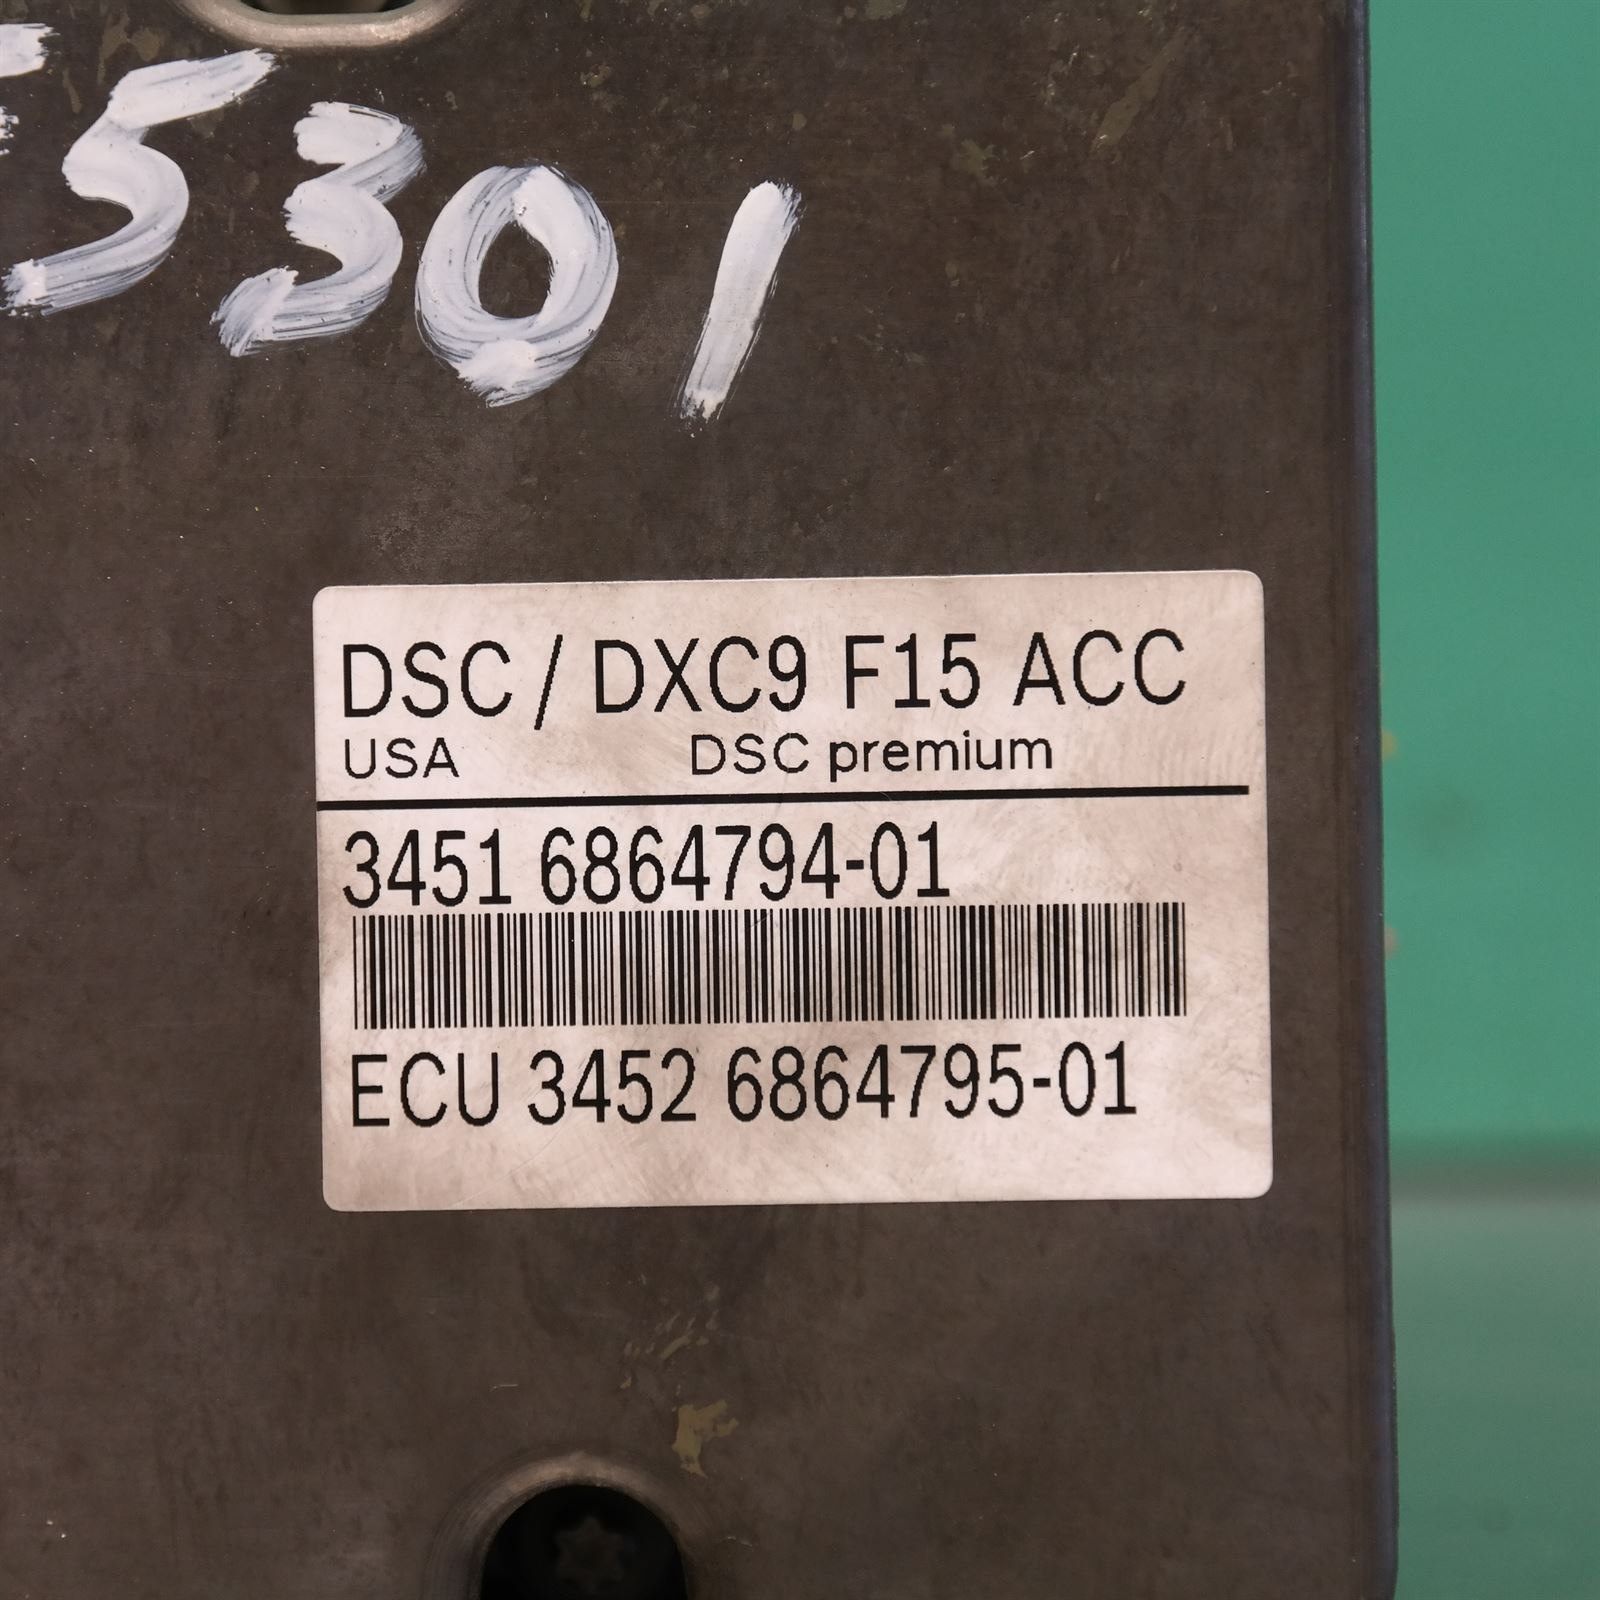 5301
DSC / DXC9 F15 ACC
USA DSC premium
3451 6864794-01
ECU 3452 6864795-01